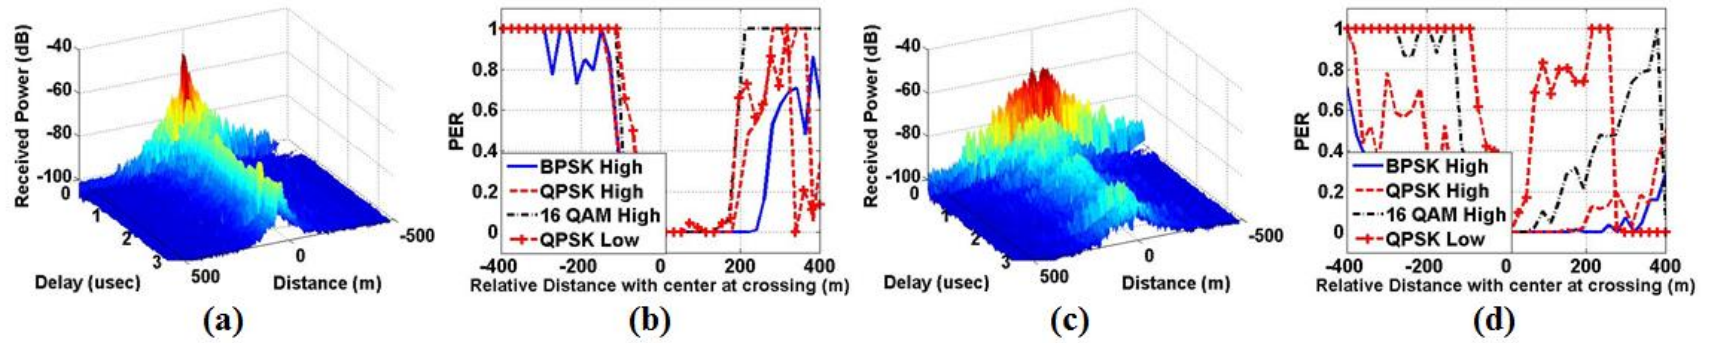 Received Power (dB)
-40
-60
-80
-100
0
1
2
3
500
0
-500
Delay (usec)
Distance (m)
(a)
PER
1
0.8
0.6
0.4
0.2
0
BPSK High
QPSK High
16 QAM High
QPSK Low
-400
-200
0
200
400
Relative Distance with center at crossing (m)
(b)
Received Power (dB)
-40
-60
-80
-100
0
1
2
3
500
0
-500
Delay (usec)
Distance (m)
(c)
PER
1
0.8
0.6
0.4
0.2
0
BPSK High
QPSK High
16 QAM High
QPSK Low
-400
-200
0
200
400
Relative Distance with center at crossing (m)
(d)